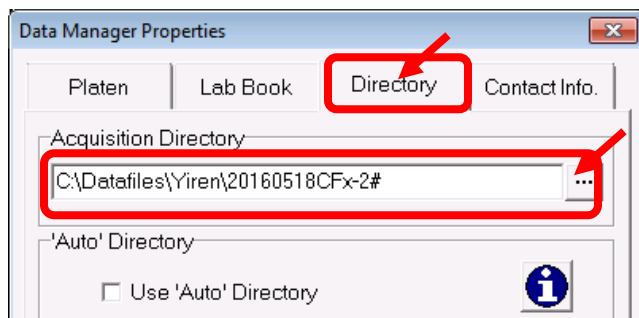 Data Manager Properties
Platen Lab Book Directory Contact Info.
Acquisition Directory
C:\Datafiles\Yiren\20160518CFx-2# ...
'Auto' Directory
Use 'Auto' Directory